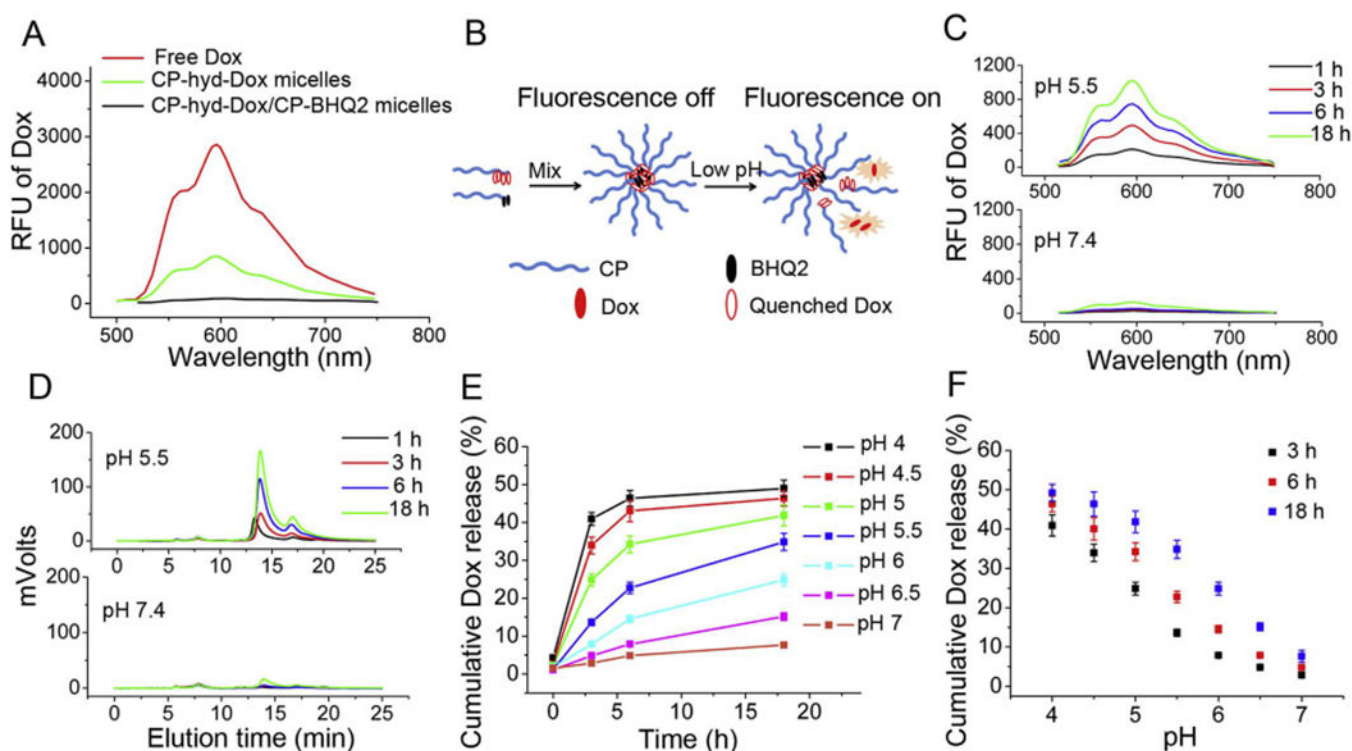 A
Free Dox
CP-hyd-Dox micelles
CP-hyd-Dox/CP-BHQ2 micelles
RFU of Dox
4000
3000
2000
1000
0
500 600 700 800
Wavelength (nm)
B
Fluorescence off Fluorescence on
Mix
Low pH
CP
BHQ2
Dox
Quenched Dox
C
RFU of Dox
1200
800
400
0
pH 5.5
1 h
3 h
6 h
18 h
500 600 700 800
1200
800
400
0
pH 7.4
500 600 700 800
Wavelength (nm)
D
mVolts
200
100
0
pH 5.5
1 h
3 h
6 h
18 h
200
100
0
pH 7.4
0 5 10 15 20 25
Elution time (min)
E
Cumulative Dox release (%)
60
50
40
30
20
10
0
pH 4
pH 4.5
pH 5
pH 5.5
pH 6
pH 6.5
pH 7
0 5 10 15 20
Time (h)
F
Cumulative Dox release (%)
60
50
40
30
20
10
0
3 h
6 h
18 h
4 5 6 7
pH